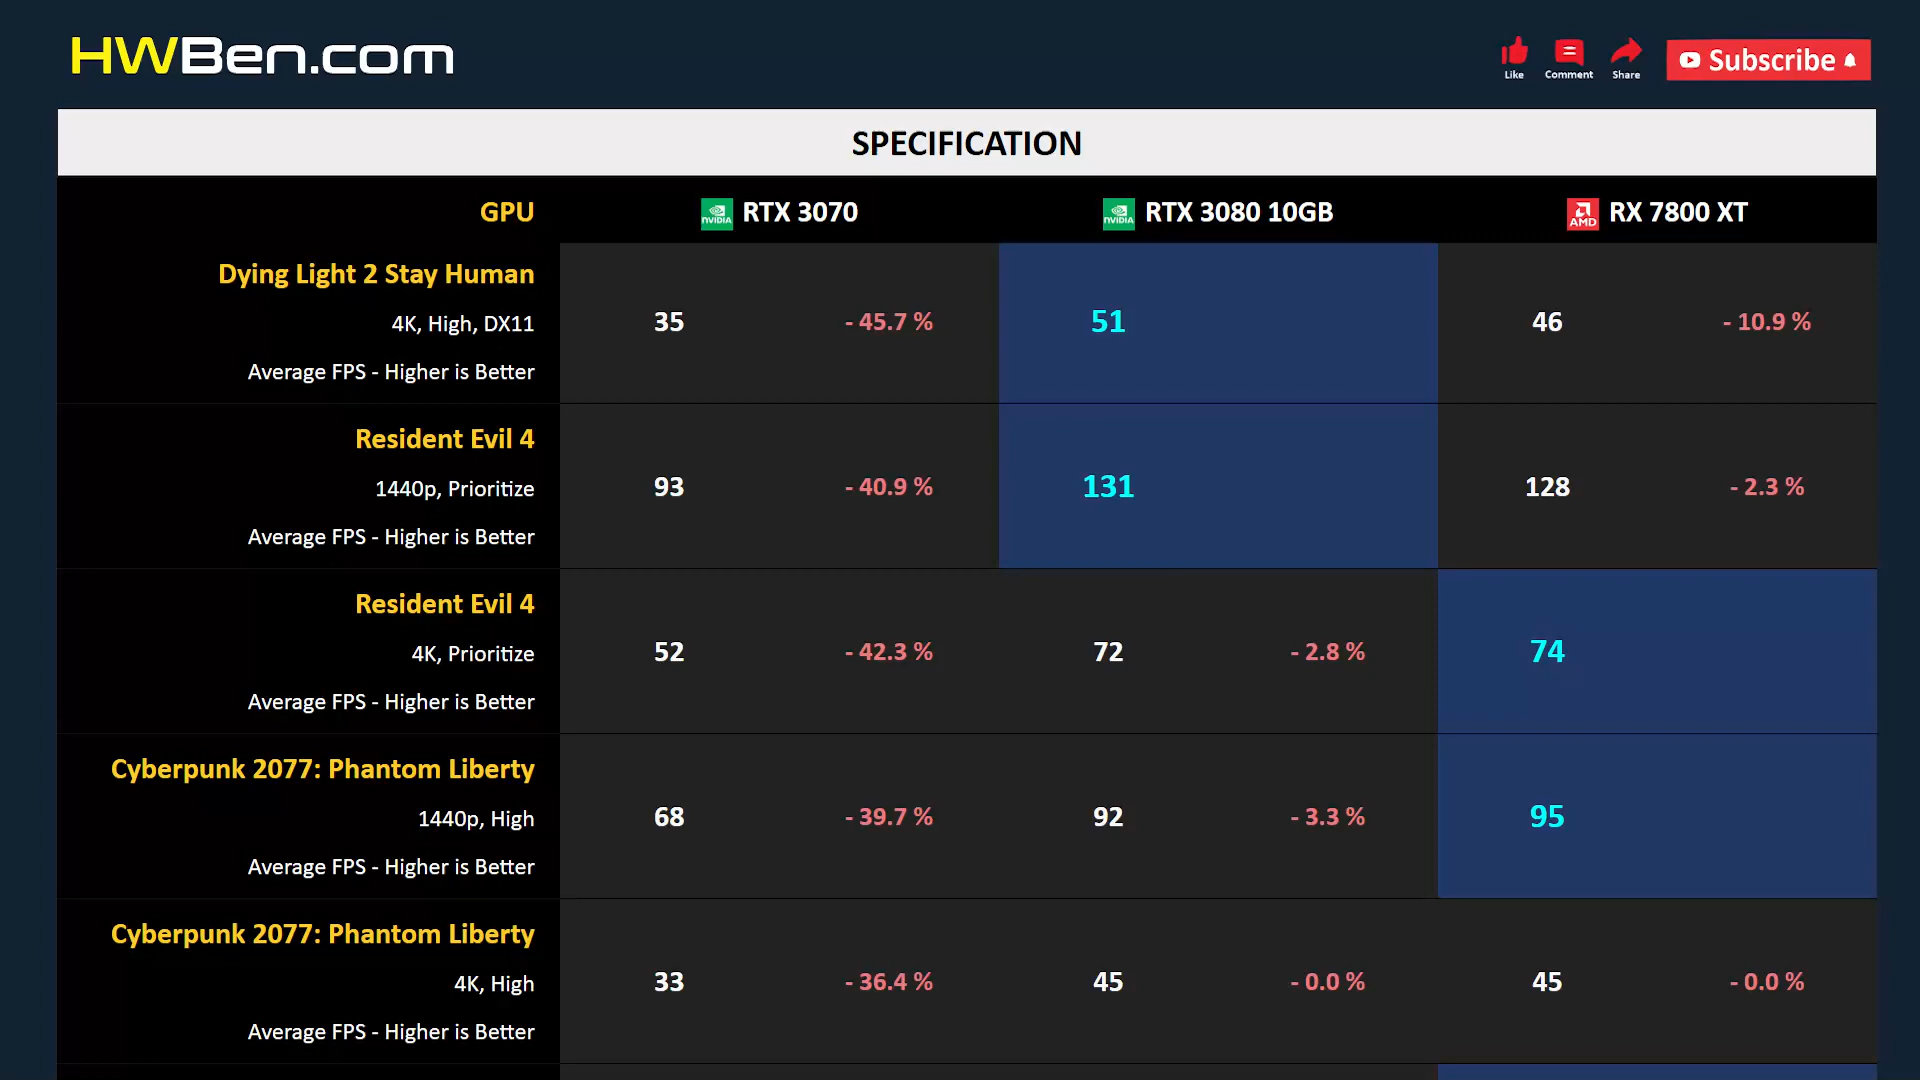 HWBen.com
Like Comment Share Subscribe
SPECIFICATION
GPU NVIDIA RTX 3070 NVIDIA RTX 3080 10GB AMD RX 7800 XT
Dying Light 2 Stay Human
4K, High, DX11
Average FPS - Higher is Better
35 - 45.7 % 51 46 - 10.9 %
Resident Evil 4
1440p, Prioritize
Average FPS - Higher is Better
93 - 40.9 % 131 128 - 2.3 %
Resident Evil 4
4K, Prioritize
Average FPS - Higher is Better
52 - 42.3 % 72 - 2.8 % 74
Cyberpunk 2077: Phantom Liberty
1440p, High
Average FPS - Higher is Better
68 - 39.7 % 92 - 3.3 % 95
Cyberpunk 2077: Phantom Liberty
4K, High
Average FPS - Higher is Better
33 - 36.4 % 45 - 0.0 % 45 - 0.0 %